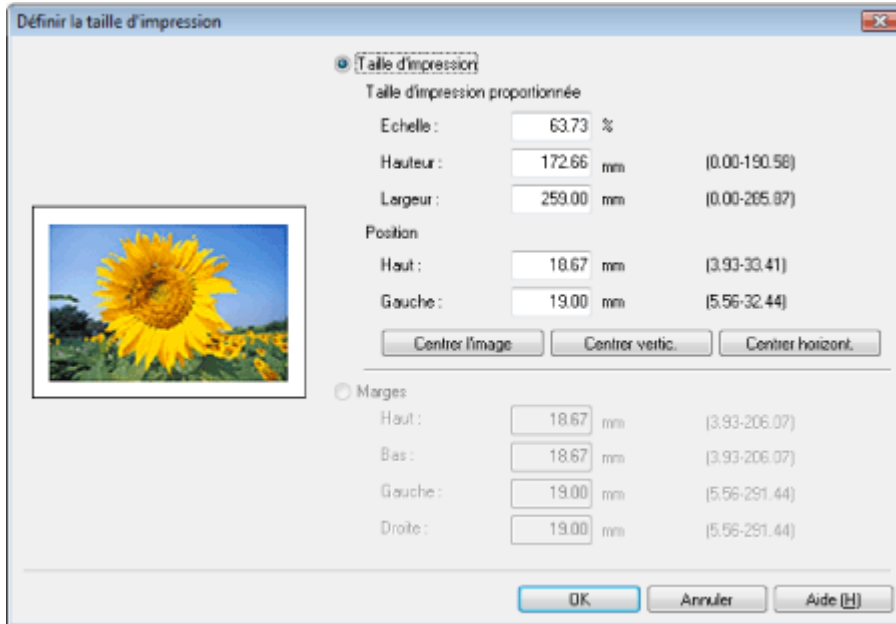 Définir la taille d'impression
Taille d'impression
Taille d'impression proportionnée
Echelle : 63.73 %
Hauteur : 172.66 mm (0.00-190.58)
Largeur : 259.00 mm (0.00-285.87)
Position
Haut : 18.67 mm (3.93-33.41)
Gauche : 19.00 mm (5.56-32.44)
Centrer l'image Centrer vertic. Centrer horizont.
Marges
Haut : 18.67 mm (3.93-206.07)
Bas : 18.67 mm (3.93-206.07)
Gauche : 19.00 mm (5.56-291.44)
Droite : 19.00 mm (5.56-291.44)
OK Annuler Aide (H)